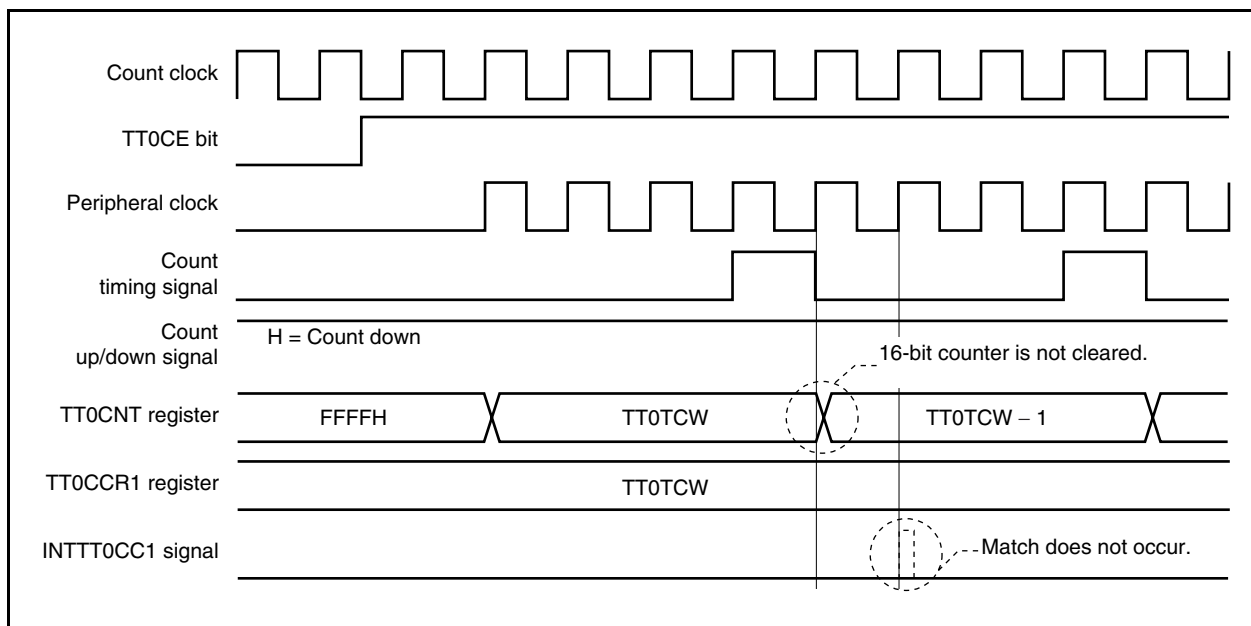 Count clock
TT0CE bit
Peripheral clock
Count
timing signal
Count
up/down signal
H = Count down
16-bit counter is not cleared.
TT0CNT register
FFFFH
TT0TCW
TT0TCW − 1
TT0CCR1 register
TT0TCW
INTTT0CC1 signal
Match does not occur.